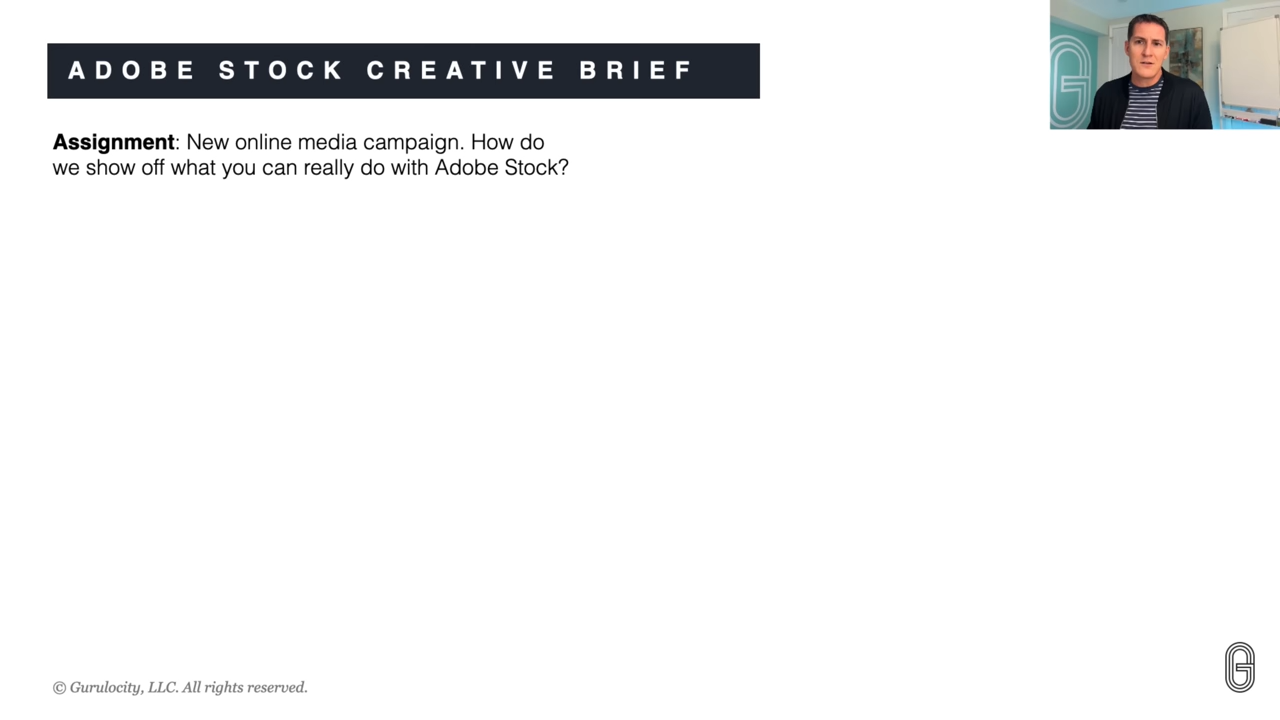 ADOBE STOCK CREATIVE BRIEF
Assignment: New online media campaign. How do
we show off what you can really do with Adobe Stock?
© Gurulocity, LLC. All rights reserved.